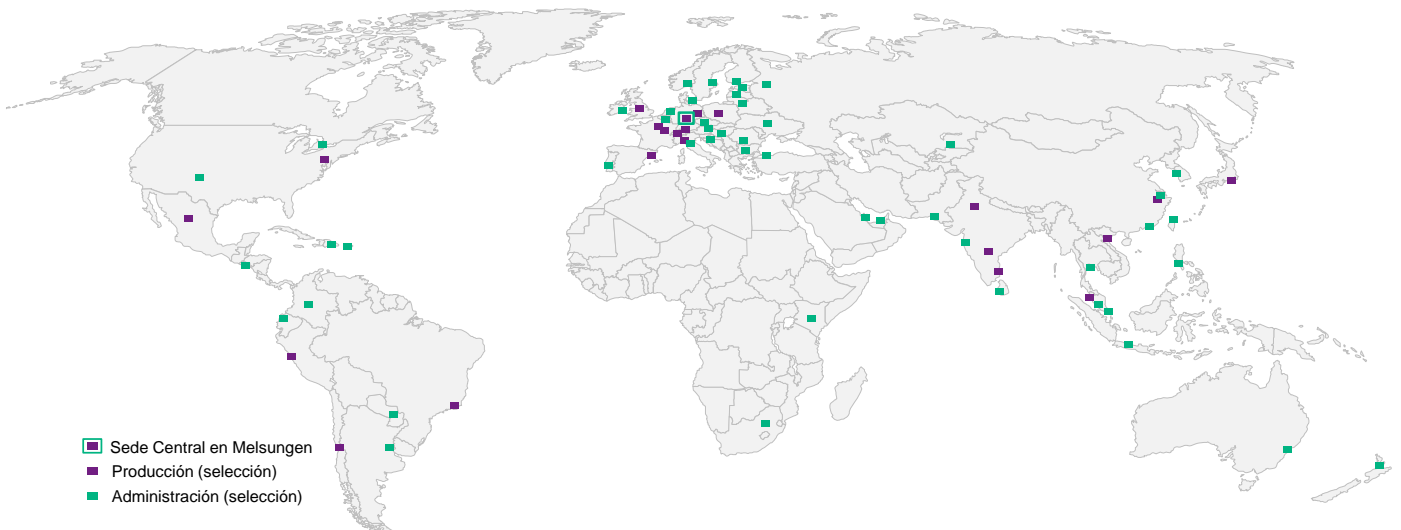 Sede Central en Melsungen
Producción (selección)
Administración (selección)